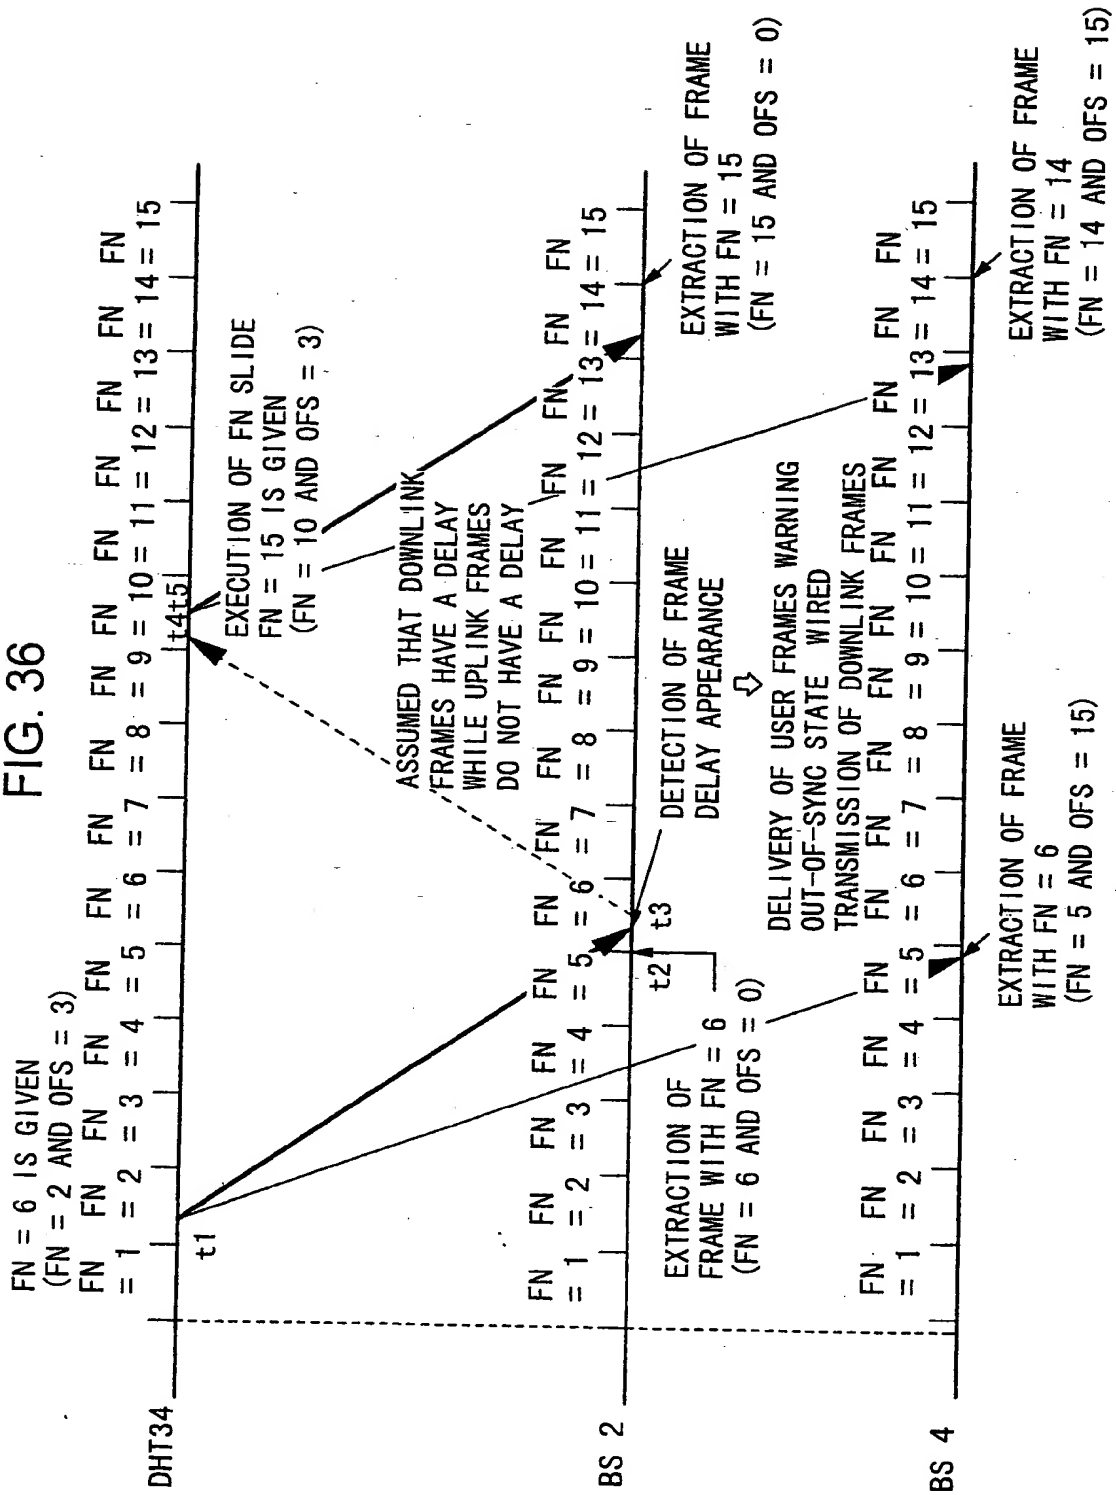 FIG. 36
FN = 6 IS GIVEN
(FN = 2 AND OFS = 3)
DHT34
FN FN FN FN FN FN FN FN FN FN FN FN FN FN FN
= 1 = 2 = 3 = 4 = 5 = 6 = 7 = 8 = 9 = 10 = 11 = 12 = 13 = 14 = 15
t1
t4t5
EXECUTION OF FN SLIDE
FN = 15 IS GIVEN
(FN = 10 AND OFS = 3)
ASSUMED THAT DOWNLINK
FRAMES HAVE A DELAY
WHILE UPLINK FRAMES
DO NOT HAVE A DELAY
BS 2
FN FN FN FN FN FN FN FN FN FN FN FN FN FN FN
= 1 = 2 = 3 = 4 = 5 = 6 = 7 = 8 = 9 = 10 = 11 = 12 = 13 = 14 = 15
t2
t3
EXTRACTION OF
FRAME WITH FN = 6
(FN = 6 AND OFS = 0)
DETECTION OF FRAME
DELAY APPEARANCE
DELIVERY OF USER FRAMES WARNING
OUT-OF-SYNC STATE WIRED
TRANSMISSION OF DOWNLINK FRAMES
EXTRACTION OF FRAME
WITH FN = 15
(FN = 15 AND OFS = 0)
BS 4
FN FN FN FN FN FN FN FN FN FN FN FN FN FN FN
= 1 = 2 = 3 = 4 = 5 = 6 = 7 = 8 = 9 = 10 = 11 = 12 = 13 = 14 = 15
EXTRACTION OF FRAME
WITH FN = 6
(FN = 5 AND OFS = 15)
EXTRACTION OF FRAME
WITH FN = 14
(FN = 14 AND OFS = 15)